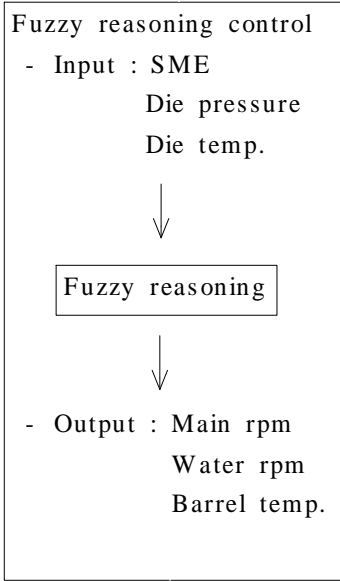 Fuzzy reasoning control
- Input : SME
Die pressure
Die temp.
Fuzzy reasoning
- Output : Main rpm
Water rpm
Barrel temp.